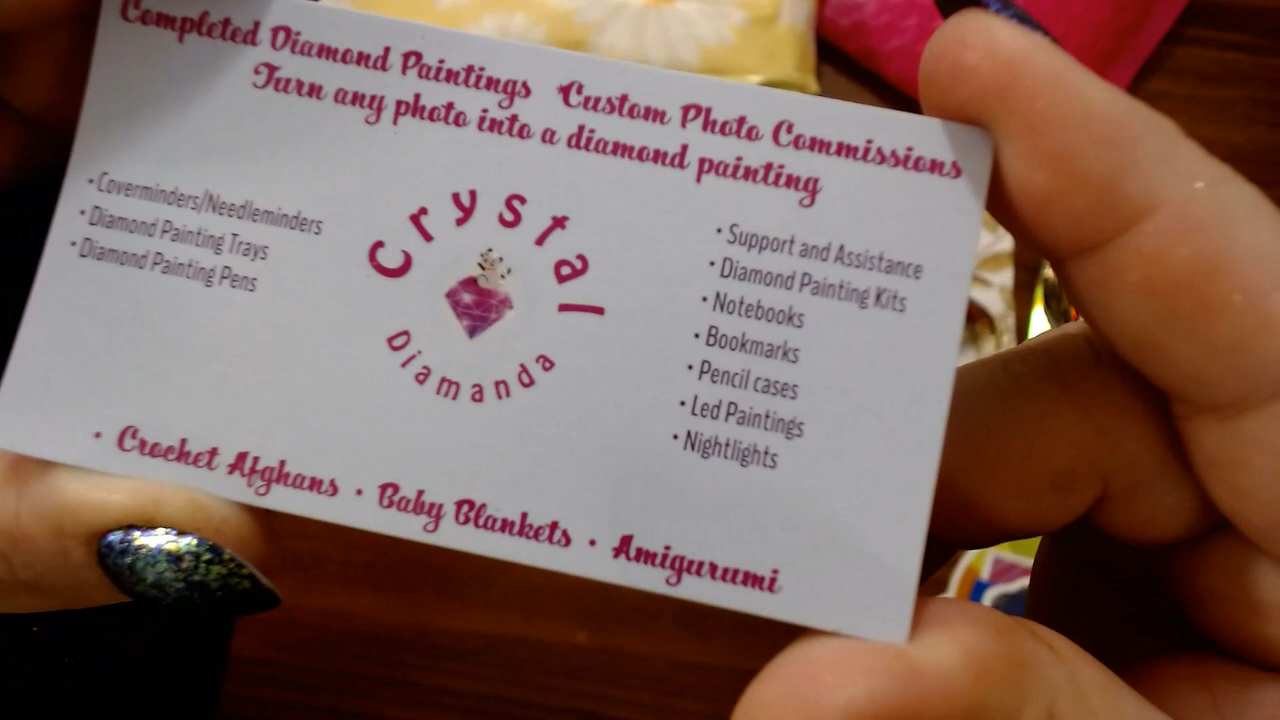 Completed Diamond Paintings •Custom Photo Commissions
Turn any photo into a diamond painting
• Coverminders/Needleminders
• Diamond Painting Trays
• Diamond Painting Pens
Crystal
Diamanda
• Support and Assistance
• Diamond Painting Kits
• Notebooks
• Bookmarks
• Pencil cases
• Led Paintings
• Nightlights
• Crochet Afghans • Baby Blankets • Amigurumi